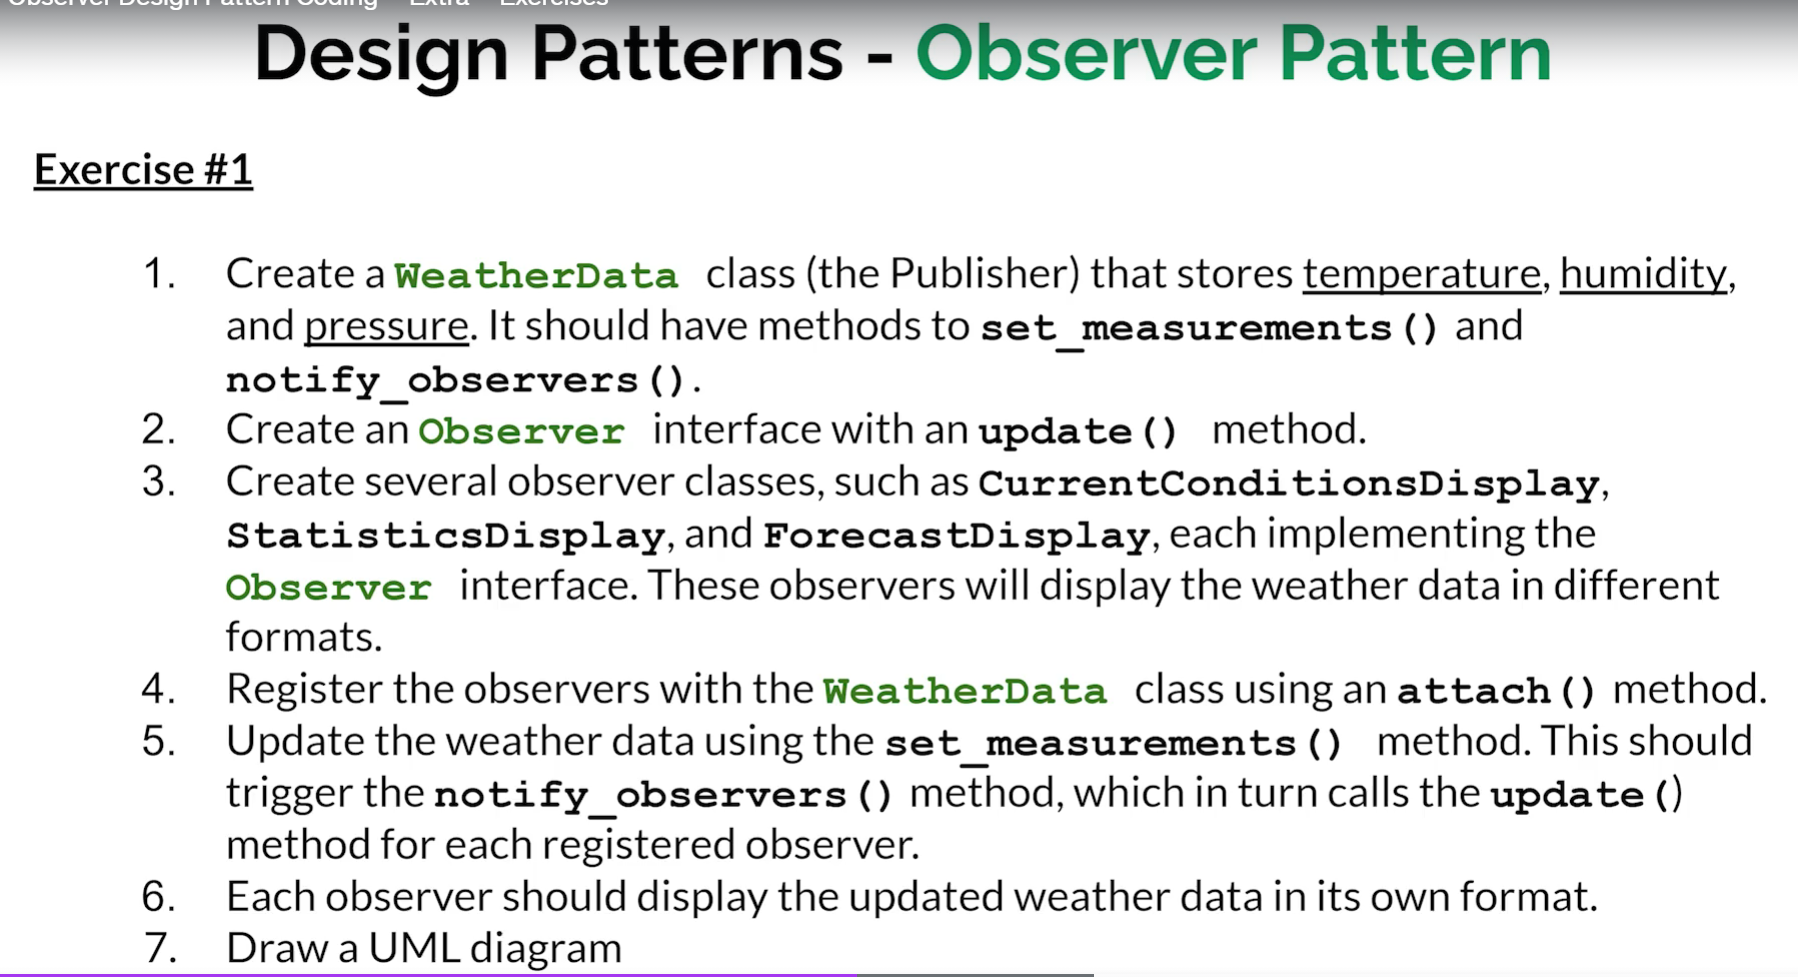 Observer Design Pattern Coding - Extra - Exercises
Design Patterns - Observer Pattern
Exercise #1
1. Create a WeatherData class (the Publisher) that stores temperature, humidity,
and pressure. It should have methods to set_measurements() and
notify_observers().
2. Create an Observer interface with an update() method.
3. Create several observer classes, such as CurrentConditionsDisplay,
StatisticsDisplay, and ForecastDisplay, each implementing the
Observer interface. These observers will display the weather data in different
formats.
4. Register the observers with the WeatherData class using an attach() method.
5. Update the weather data using the set_measurements() method. This should
trigger the notify_observers() method, which in turn calls the update()
method for each registered observer.
6. Each observer should display the updated weather data in its own format.
7. Draw a UML diagram